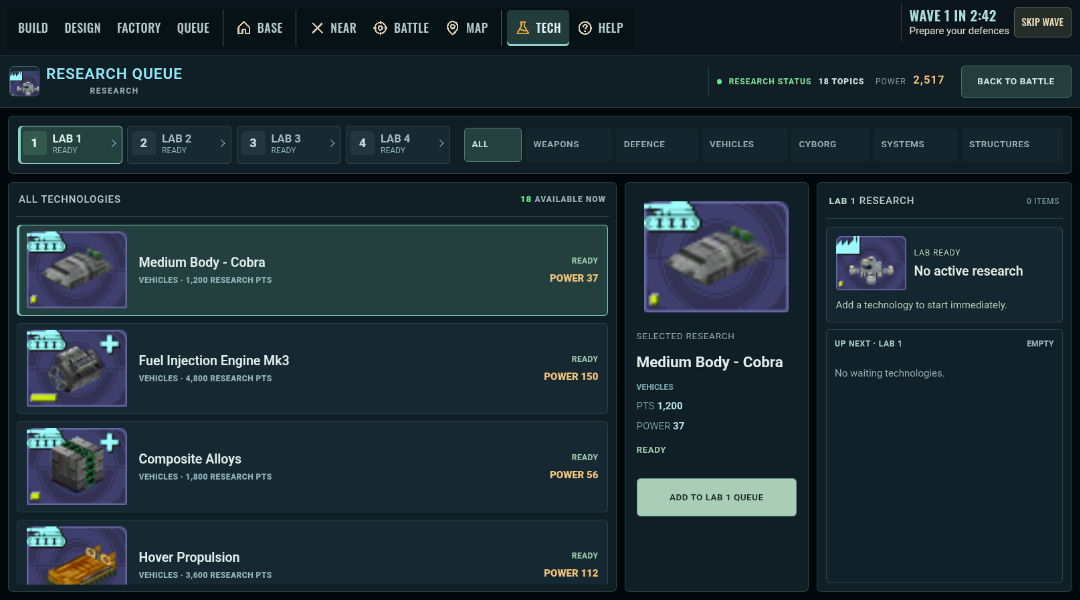 BUILD DESIGN FACTORY QUEUE BASE NEAR BATTLE MAP TECH HELP
WAVE 1 IN 2:42
Prepare your defences
SKIP WAVE
RESEARCH QUEUE
RESEARCH
RESEARCH STATUS 18 TOPICS POWER 2,517
BACK TO BATTLE
1 LAB 1
READY
2 LAB 2
READY
3 LAB 3
READY
4 LAB 4
READY
ALL WEAPONS DEFENCE VEHICLES CYBORG SYSTEMS STRUCTURES
ALL TECHNOLOGIES
18 AVAILABLE NOW
Medium Body - Cobra
VEHICLES · 1,200 RESEARCH PTS
READY
POWER 37
Fuel Injection Engine Mk3
VEHICLES · 4,800 RESEARCH PTS
READY
POWER 150
Composite Alloys
VEHICLES · 1,800 RESEARCH PTS
READY
POWER 56
Hover Propulsion
VEHICLES · 3,600 RESEARCH PTS
READY
POWER 112
SELECTED RESEARCH
Medium Body - Cobra
VEHICLES
PTS 1,200
POWER 37
READY
ADD TO LAB 1 QUEUE
LAB 1 RESEARCH
0 ITEMS
LAB READY
No active research
Add a technology to start immediately.
UP NEXT · LAB 1
EMPTY
No waiting technologies.